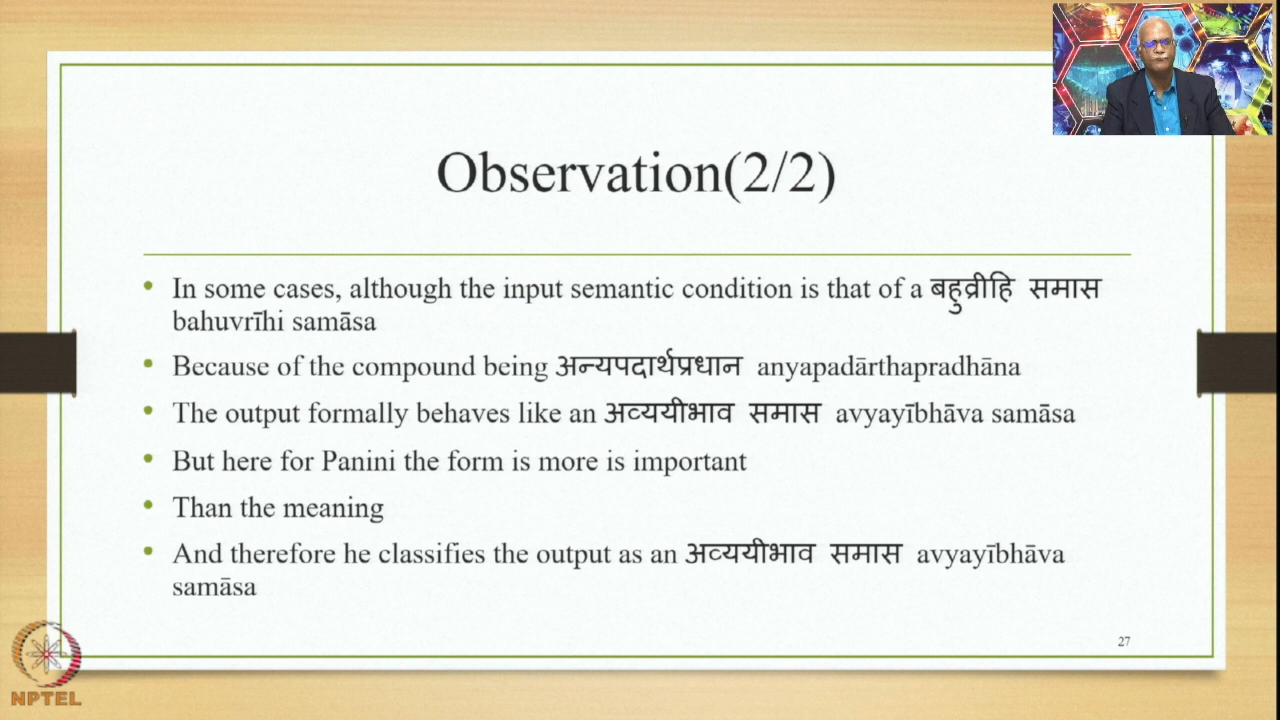 Observation(2/2)
• In some cases, although the input semantic condition is that of a बहुव्रीहि समास
bahuvrīhi samāsa
• Because of the compound being अन्यपदार्थप्रधान anyapadārthapradhāna
• The output formally behaves like an अव्ययीभाव समास avyayībhāva samāsa
• But here for Panini the form is more is important
• Than the meaning
• And therefore he classifies the output as an अव्ययीभाव समास avyayībhāva
samāsa
27
NPTEL